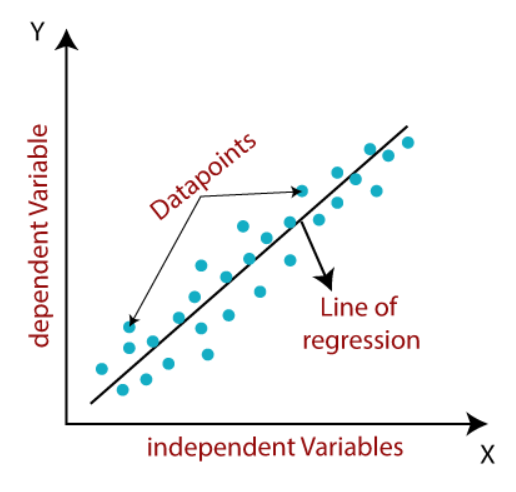 Y
dependent Variable
Datapoints
Line of
regression
independent Variables
X